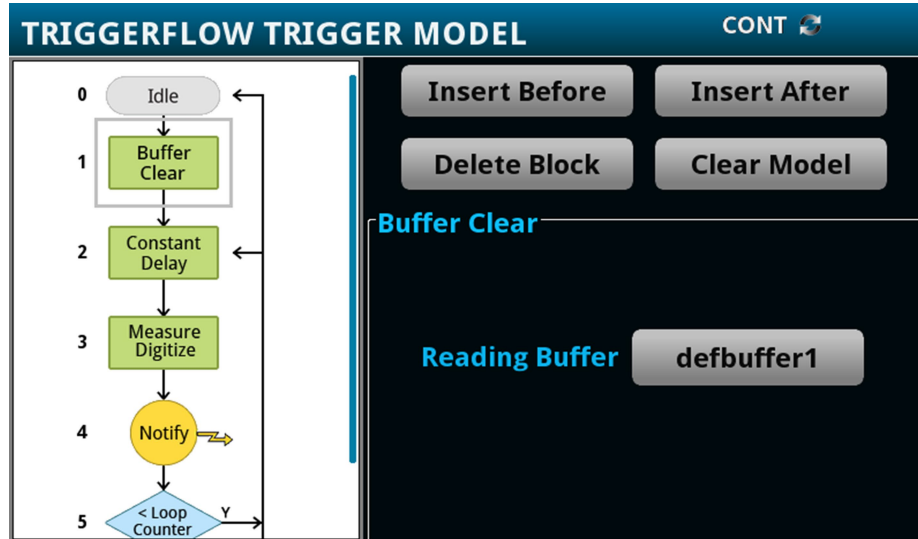 TRIGGERFLOW TRIGGER MODEL
CONT
0
Idle
1
Buffer
Clear
2
Constant
Delay
3
Measure
Digitize
4
Notify
5
< Loop
Counter
Y
Insert Before
Insert After
Delete Block
Clear Model
Buffer Clear
Reading Buffer
defbuffer1